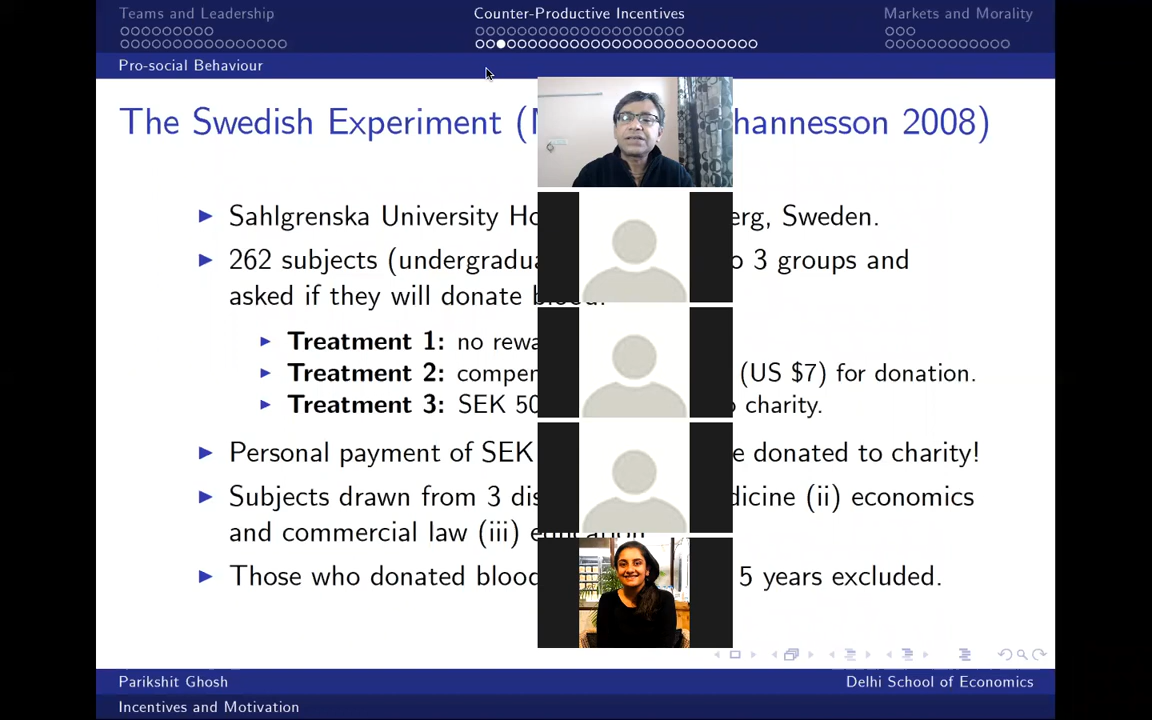 Teams and Leadership Counter-Productive Incentives Markets and Morality
Pro-social Behaviour
The Swedish Experiment ( hannesson 2008)
Sahlgrenska University Ho erg, Sweden.
262 subjects (undergradua o 3 groups and
asked if they will donate blood.
Treatment 1: no rewa
Treatment 2: compen (US $7) for donation.
Treatment 3: SEK 50 charity.
Personal payment of SEK e donated to charity!
Subjects drawn from 3 dis dicine (ii) economics
and commercial law (iii) education
Those who donated blood 5 years excluded.
Parikshit Ghosh Delhi School of Economics
Incentives and Motivation